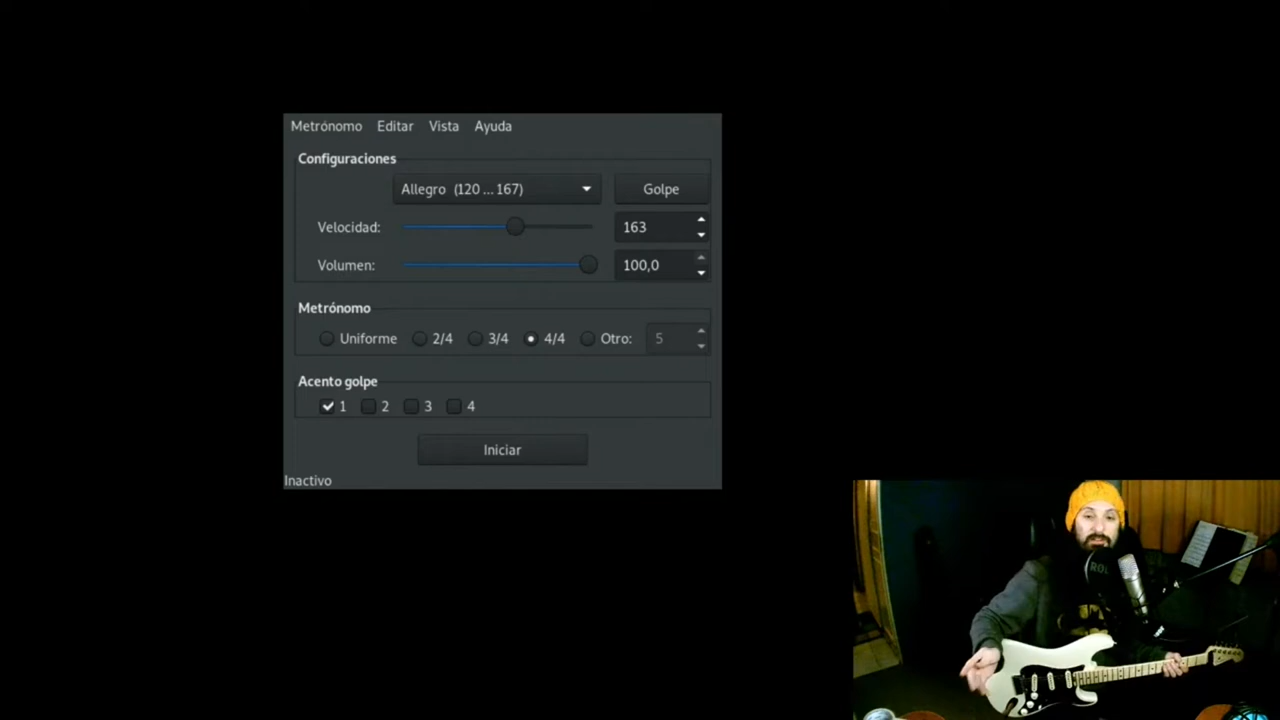 Metrónomo Editar Vista Ayuda
Configuraciones
Allegro (120 ... 167) Golpe
Velocidad: 163
Volumen: 100,0
Metrónomo
Uniforme 2/4 3/4 4/4 Otro: 5
Acento golpe
1 2 3 4
Iniciar
Inactivo